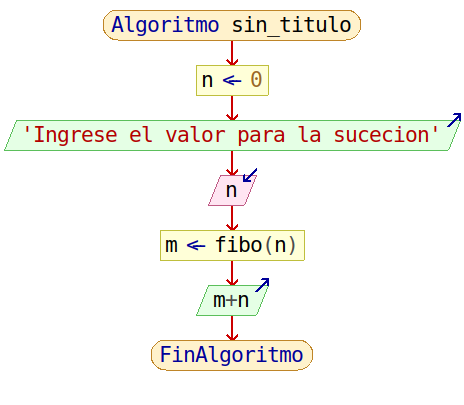 Algoritmo sin_titulo
n ← 0
'Ingrese el valor para la sucecion'
n
m ← fibo(n)
m+n
FinAlgoritmo